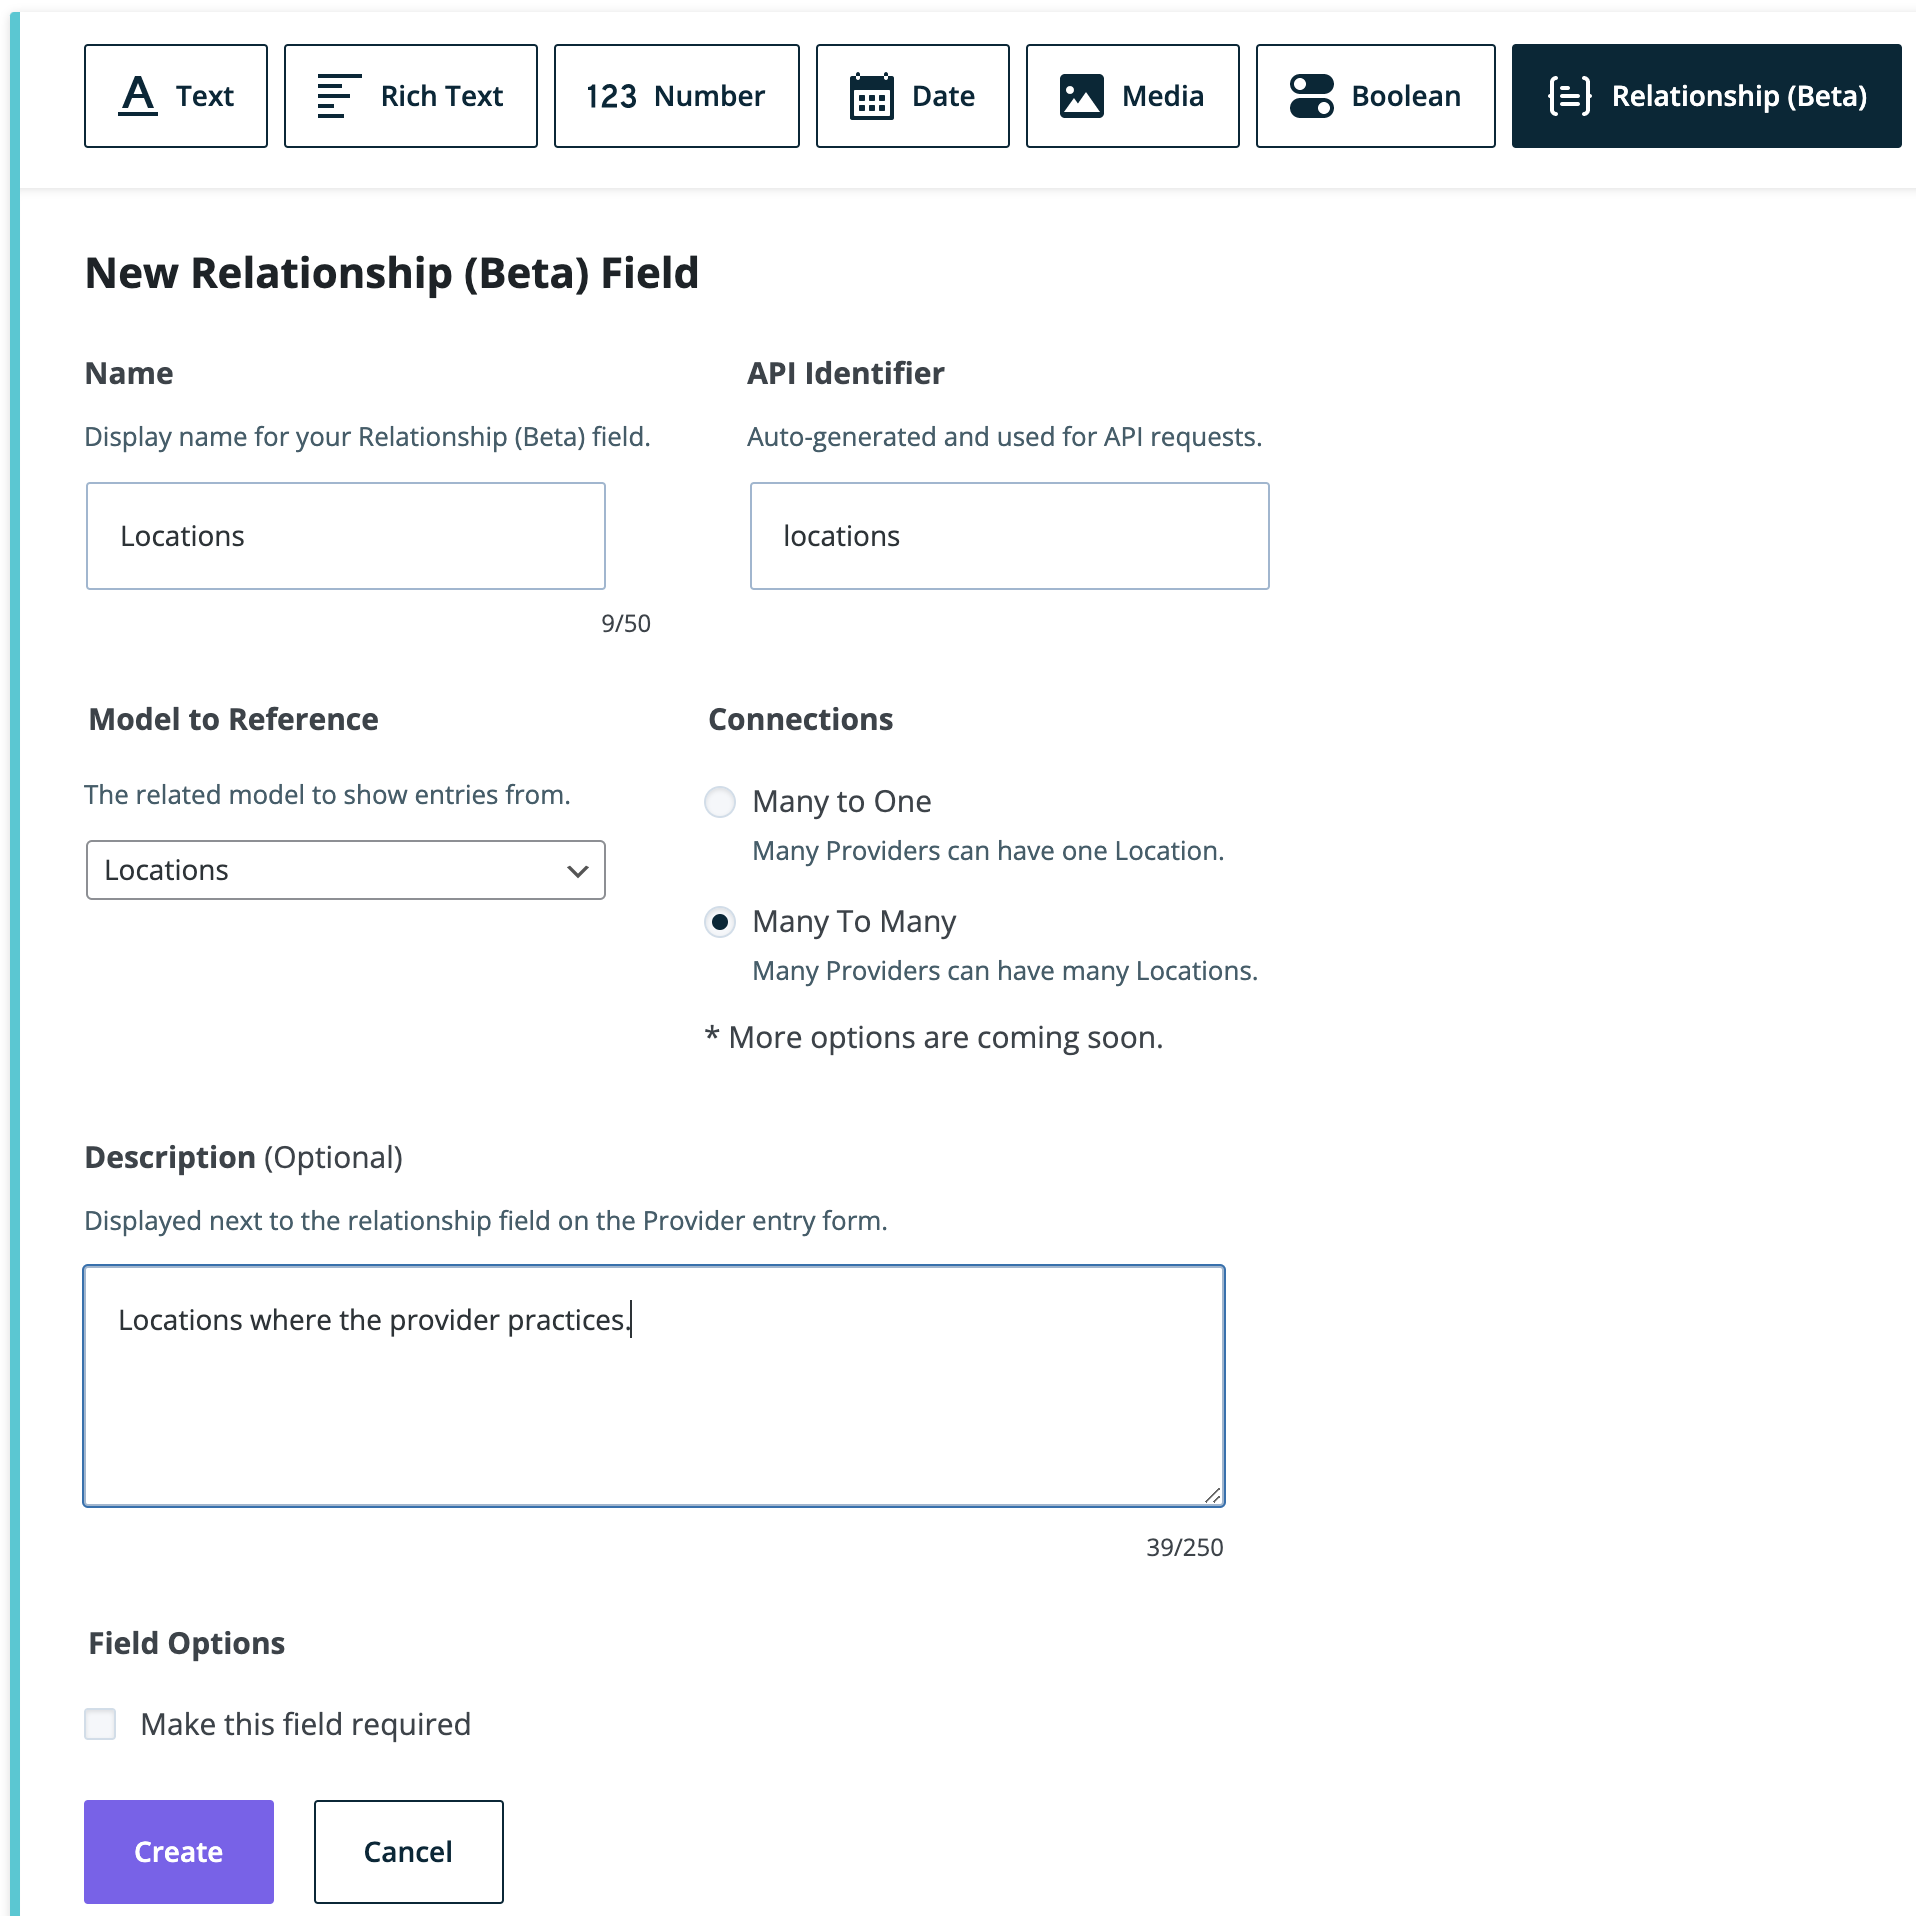 A Text Rich Text 123 Number Date Media Boolean Relationship (Beta)
New Relationship (Beta) Field
Name API Identifier
Display name for your Relationship (Beta) field. Auto-generated and used for API requests.
Locations locations
9/50
Model to Reference Connections
The related model to show entries from. Many to One
Many Providers can have one Location.
Locations
Many To Many
Many Providers can have many Locations.
* More options are coming soon.
Description (Optional)
Displayed next to the relationship field on the Provider entry form.
Locations where the provider practices.
39/250
Field Options
Make this field required
Create Cancel